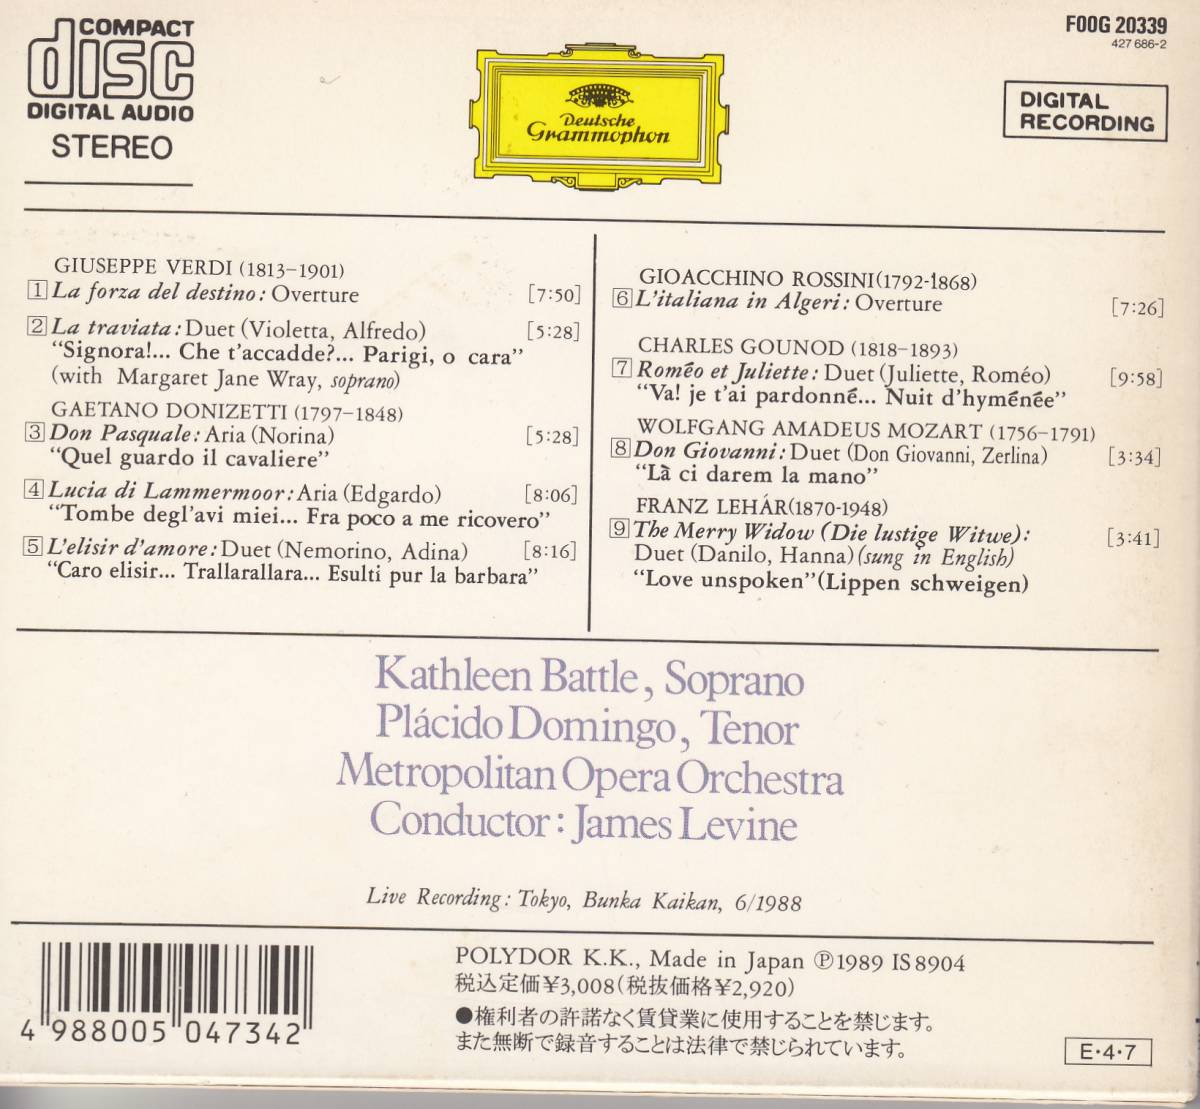 COMPACT
disc
DIGITAL AUDIO
STEREO
Deutsche
Grammophon
F00G 20339
427 686-2
DIGITAL
RECORDING
GIUSEPPE VERDI (1813–1901)
1 La forza del destino: Overture [7:50]
2 La traviata: Duet (Violetta, Alfredo) [5:28]
“Signora!... Che t'accadde?... Parigi, o cara”
(with Margaret Jane Wray, soprano)
GAETANO DONIZETTI (1797–1848)
3 Don Pasquale: Aria (Norina) [5:28]
“Quel guardo il cavaliere”
4 Lucia di Lammermoor: Aria (Edgardo) [8:06]
“Tombe degl'avi miei... Fra poco a me ricovero”
5 L'elisir d'amore: Duet (Nemorino, Adina) [8:16]
“Caro elisir... Trallarallara... Esulti pur la barbara”
GIOACCHINO ROSSINI(1792-1868)
6 L'italiana in Algeri: Overture [7:26]
CHARLES GOUNOD (1818–1893)
7 Roméo et Juliette: Duet (Juliette, Roméo) [9:58]
“Va! je t'ai pardonné... Nuit d'hyménée”
WOLFGANG AMADEUS MOZART (1756–1791)
8 Don Giovanni: Duet (Don Giovanni, Zerlina) [3:34]
“Là ci darem la mano”
FRANZ LEHÁR(1870-1948)
9 The Merry Widow (Die lustige Witwe): [3:41]
Duet (Danilo, Hanna) (sung in English)
“Love unspoken”(Lippen schweigen)
Kathleen Battle, Soprano
Plácido Domingo, Tenor
Metropolitan Opera Orchestra
Conductor: James Levine
Live Recording: Tokyo, Bunka Kaikan, 6/1988
4 988005 047342
POLYDOR K.K., Made in Japan Ⓟ1989 IS 8904
税込定価¥3,008(税抜価格¥2,920)
●権利者の許諾なく賃貸業に使用することを禁じます。
また無断で録音することは法律で禁じられています。
E・4・7